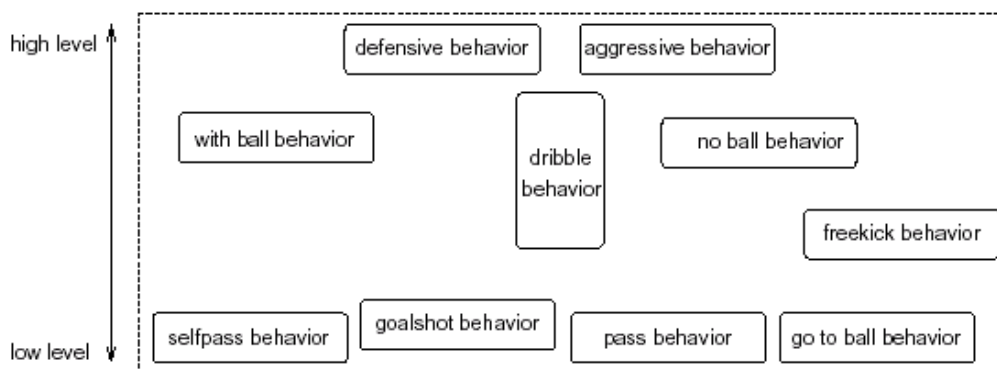 high level
defensive behavior
aggressive behavior
with ball behavior
dribble
behavior
no ball behavior
freekick behavior
selfpass behavior
goalshot behavior
pass behavior
go to ball behavior
low level